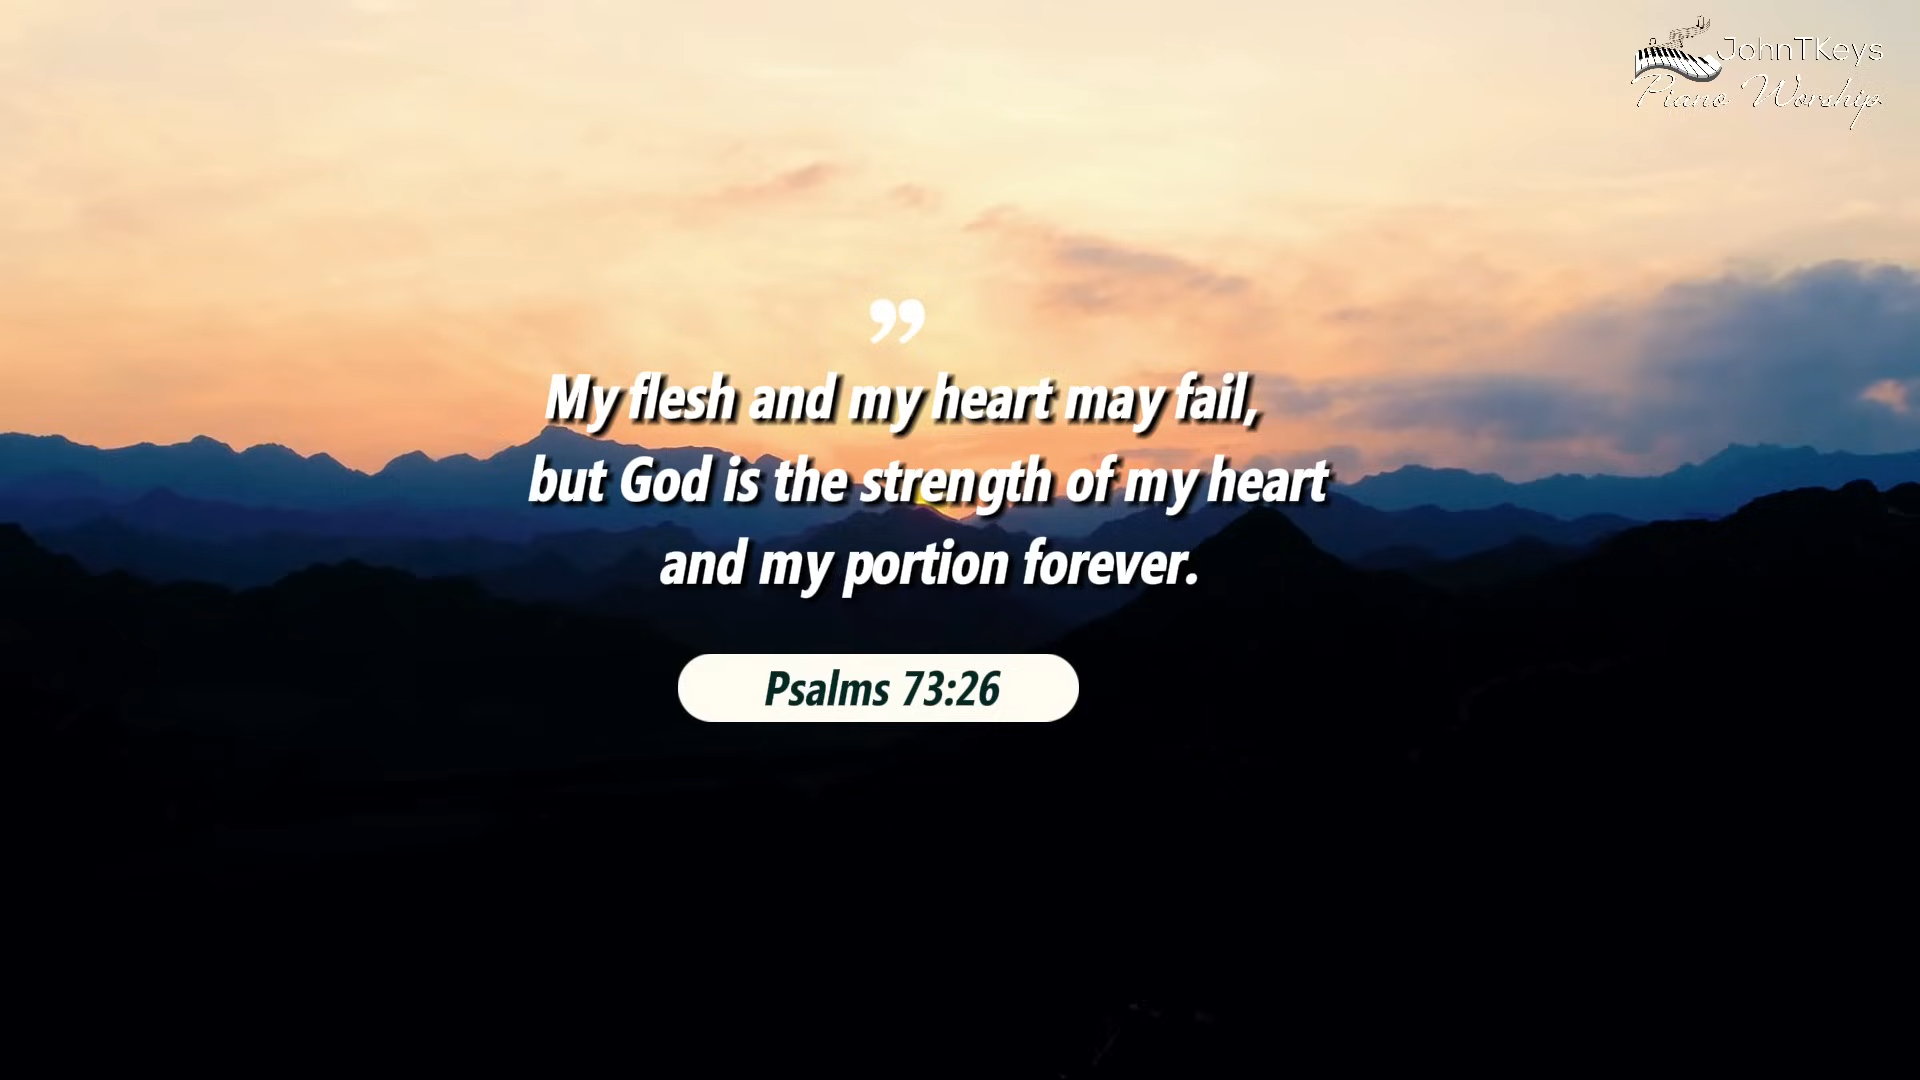 JohnTKeys
Piano Worship
”
My flesh and my heart may fail,
but God is the strength of my heart
and my portion forever.
Psalms 73:26